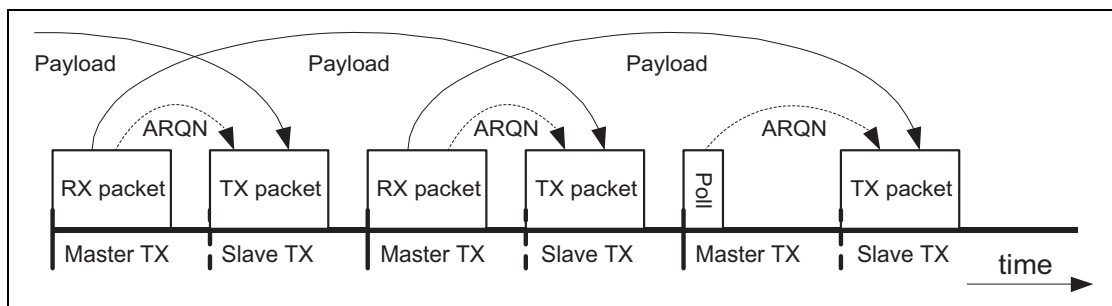 Payload Payload Payload
ARQN ARQN ARQN
RX packet TX packet RX packet TX packet Poll TX packet
Master TX Slave TX Master TX Slave TX Master TX Slave TX
time